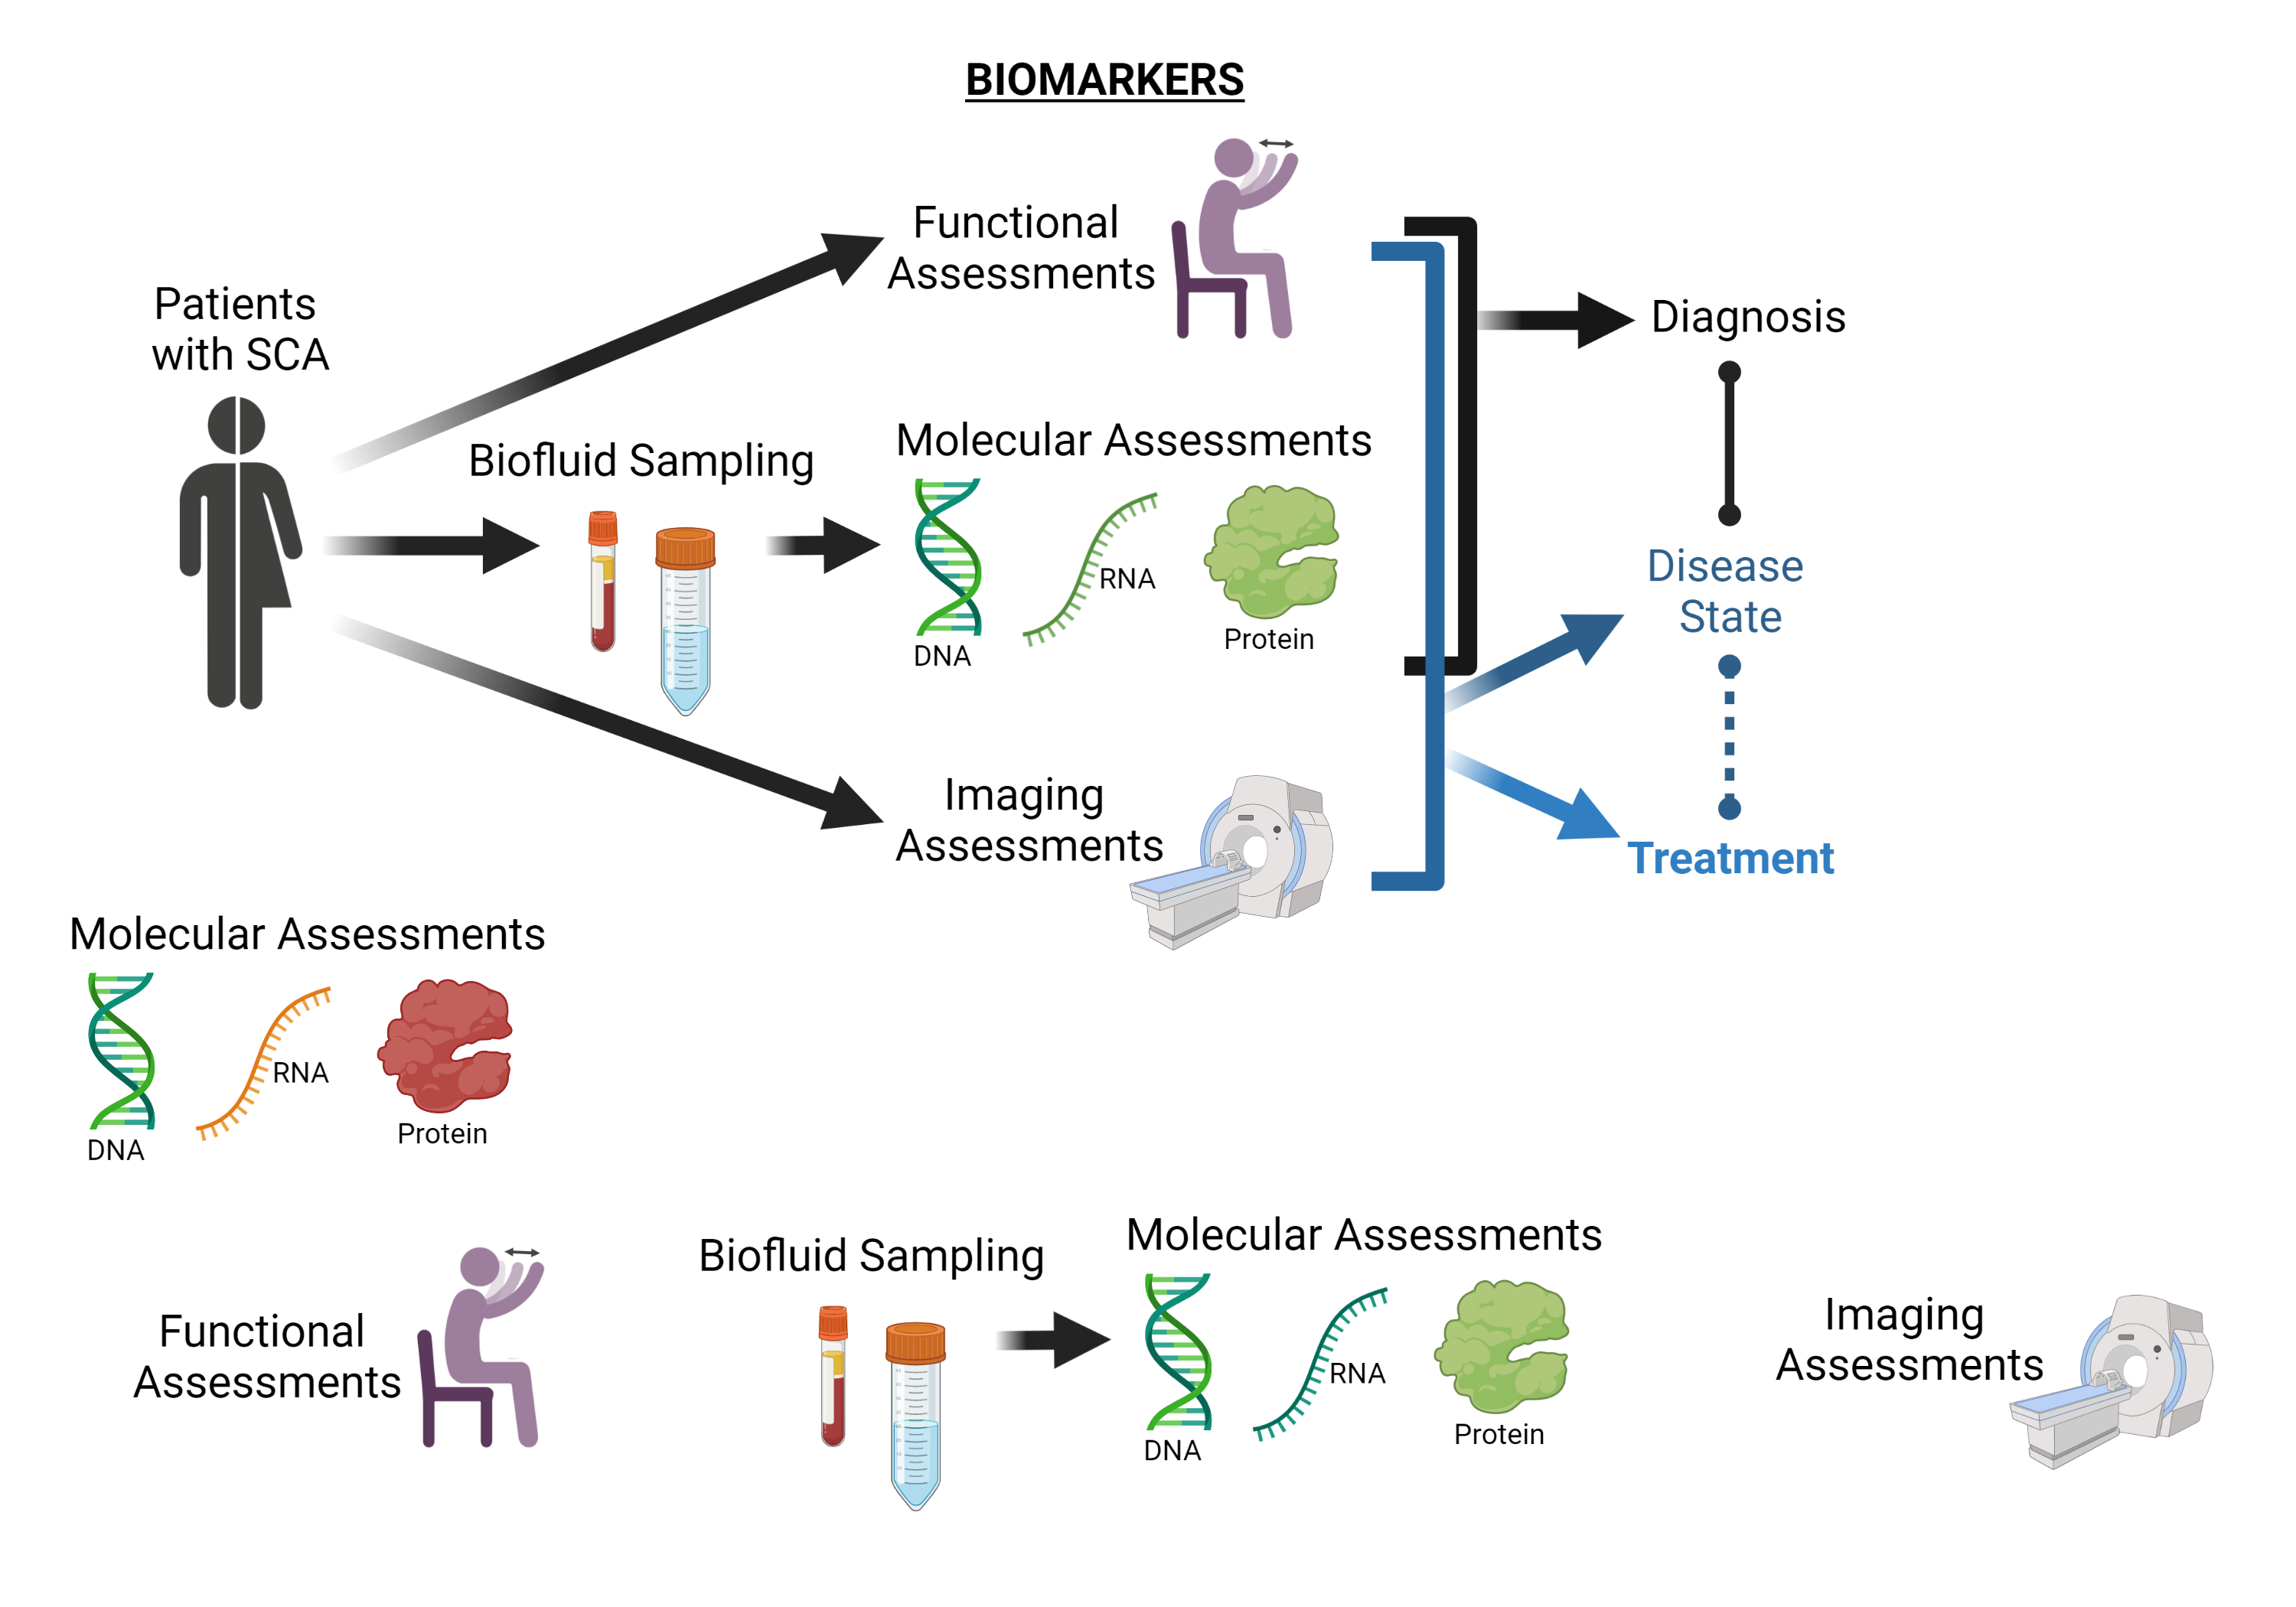 BIOMARKERS
Functional
Assessments
Patients
with SCA
Diagnosis
Biofluid Sampling
Molecular Assessments
DNA
RNA
Protein
Disease
State
Imaging
Assessments
Treatment
Molecular Assessments
DNA
RNA
Protein
Functional
Assessments
Biofluid Sampling
Molecular Assessments
DNA
RNA
Protein
Imaging
Assessments